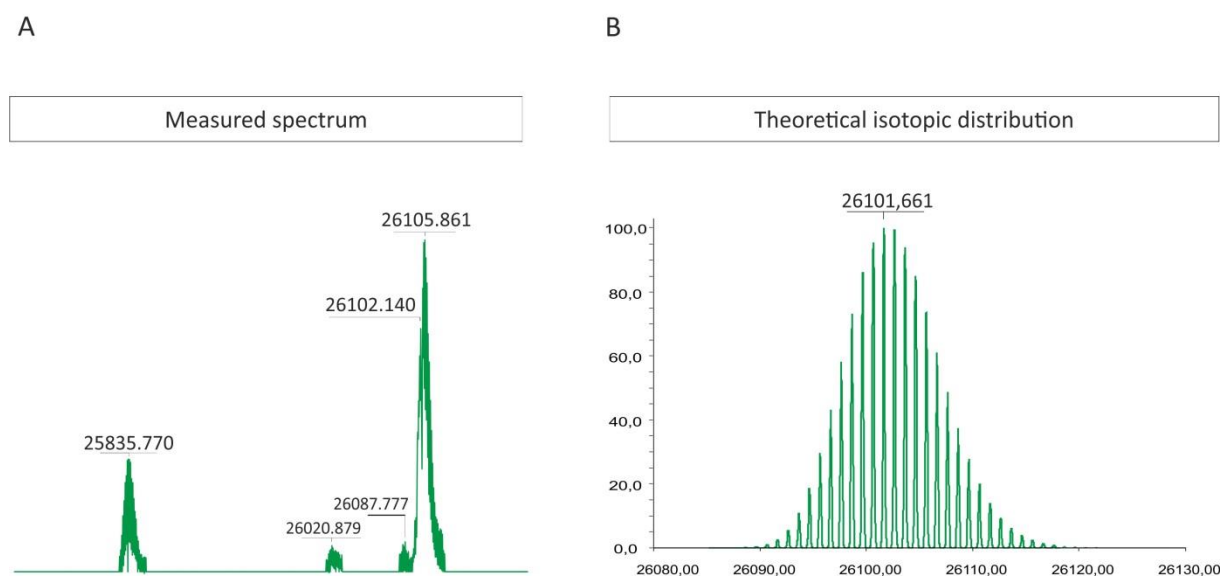 A
B
Measured spectrum
Theoretical isotopic distribution
26105.861
26102.140
25835.770
26087.777
26020.879
26101,661
100,0
80,0
60,0
40,0
20,0
0,0
26080,00 26090,00 26100,00 26110,00 26120,00 26130,00